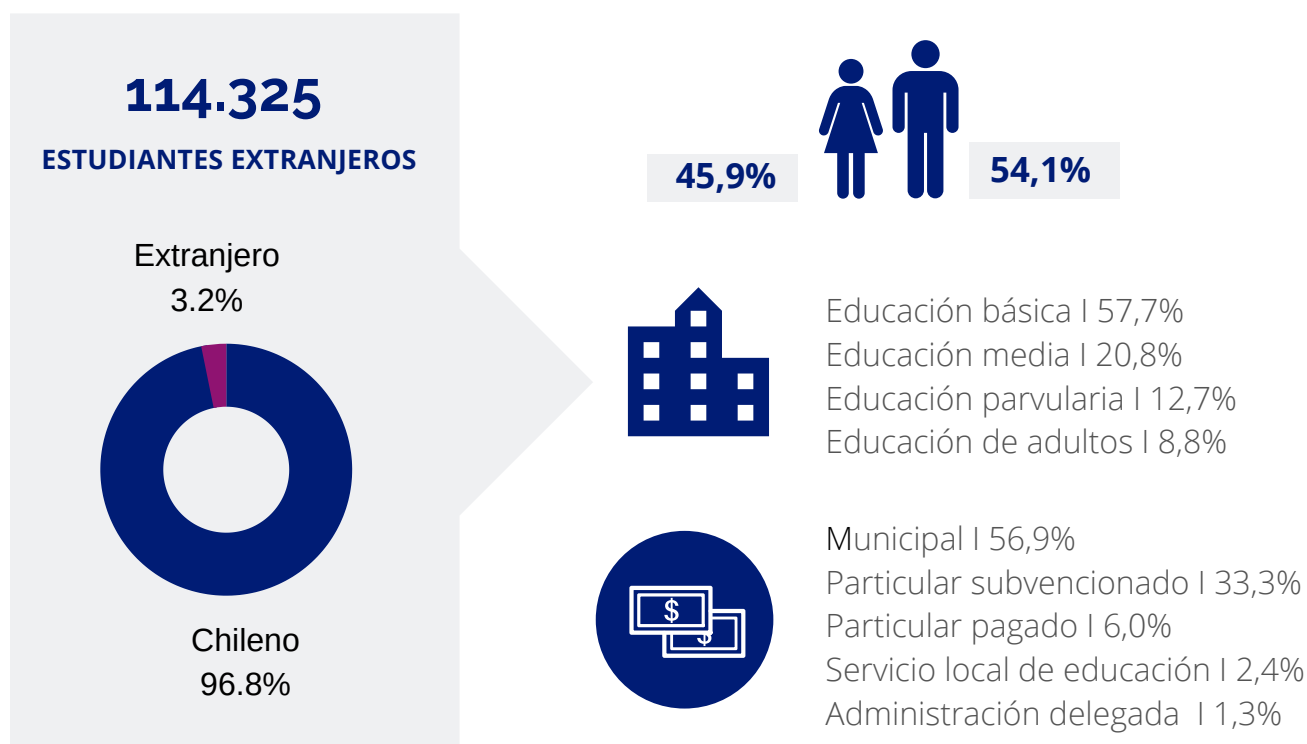 114.325
ESTUDIANTES EXTRANJEROS
Extranjero
3.2%
Chileno
96.8%
45,9%
54,1%
Educación básica I 57,7%
Educación media I 20,8%
Educación parvularia I 12,7%
Educación de adultos I 8,8%
$
$
Municipal I 56,9%
Particular subvencionado I 33,3%
Particular pagado I 6,0%
Servicio local de educación I 2,4%
Administración delegada I 1,3%